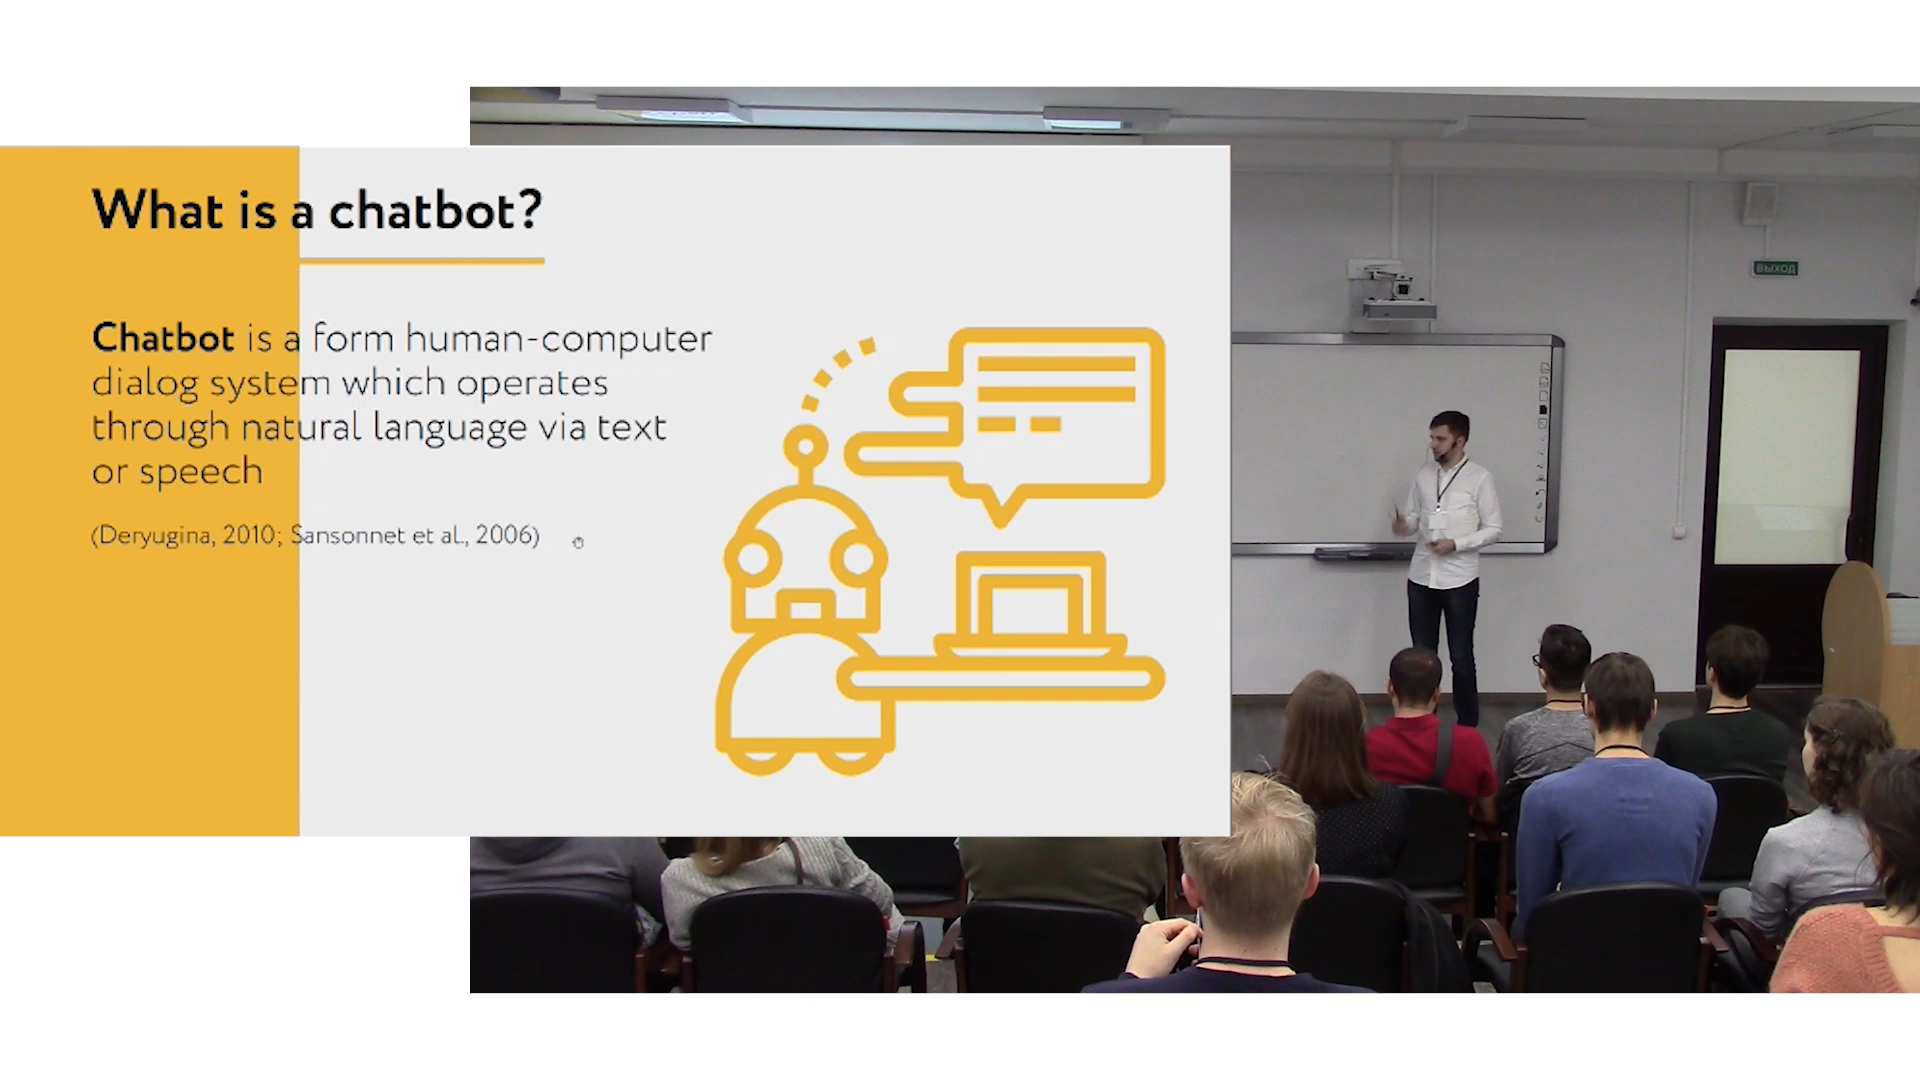 What is a chatbot?
Chatbot is a form human-computer
dialog system which operates
through natural language via text
or speech
(Deryugina, 2010; Sansonnet et al., 2006)
ВЫХОД